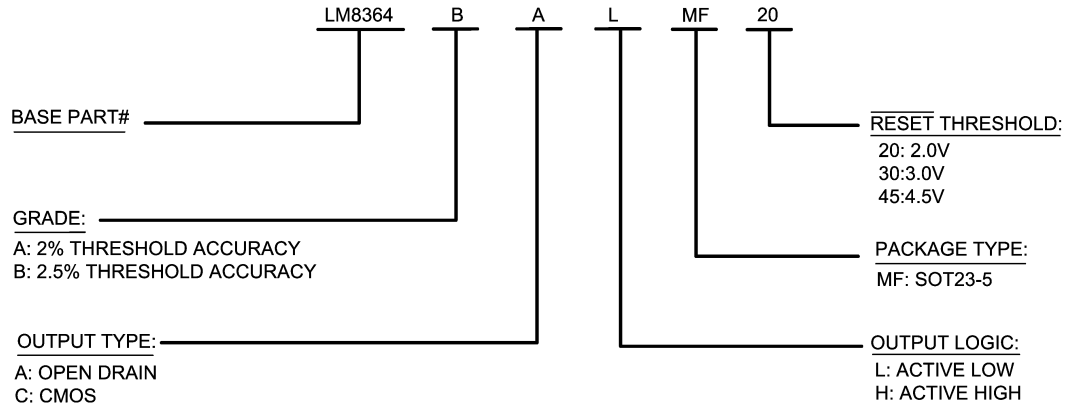 LM8364 B A L MF 20
BASE PART#
RESET THRESHOLD:
20: 2.0V
30:3.0V
45:4.5V
GRADE:
A: 2% THRESHOLD ACCURACY
B: 2.5% THRESHOLD ACCURACY
PACKAGE TYPE:
MF: SOT23-5
OUTPUT TYPE:
A: OPEN DRAIN
C: CMOS
OUTPUT LOGIC:
L: ACTIVE LOW
H: ACTIVE HIGH